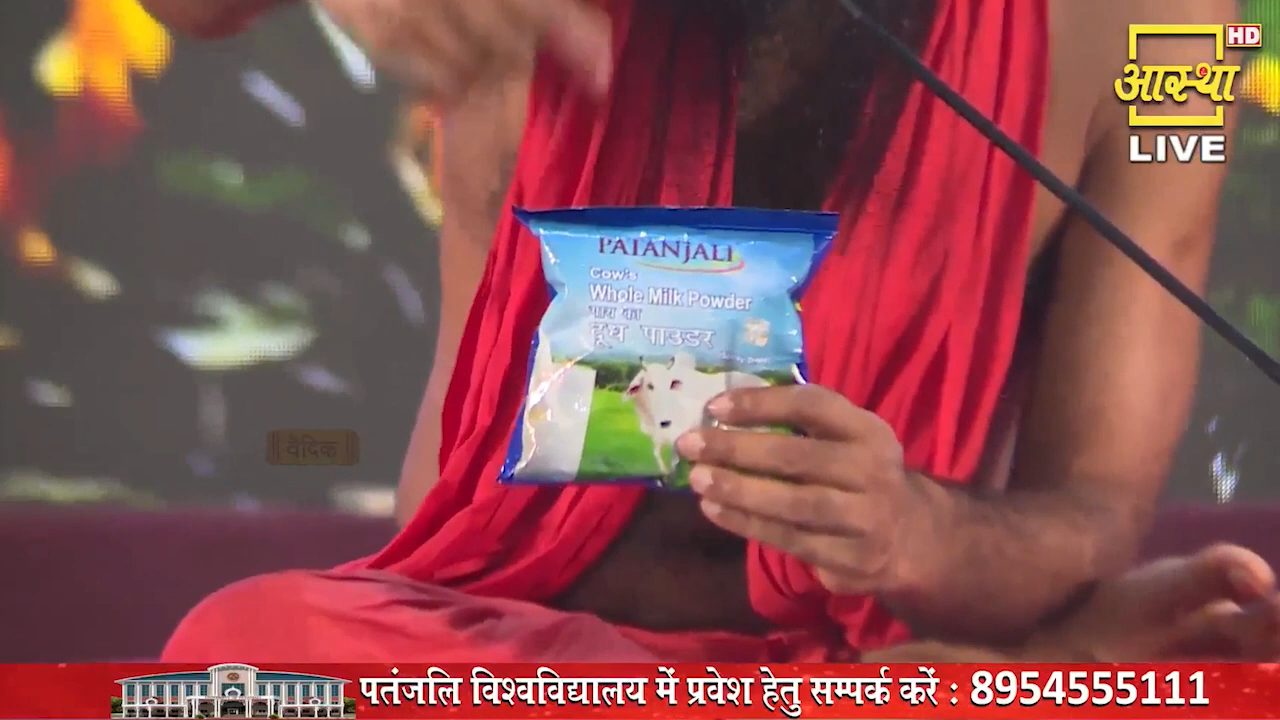 HD
आस्था
LIVE
PATANJALI
Cow's
Whole Milk Powder
गाय का
दूध पाउडर
॥ वैदिक ॥
पतंजलि विश्वविद्यालय में प्रवेश हेतु सम्पर्क करें : 8954555111